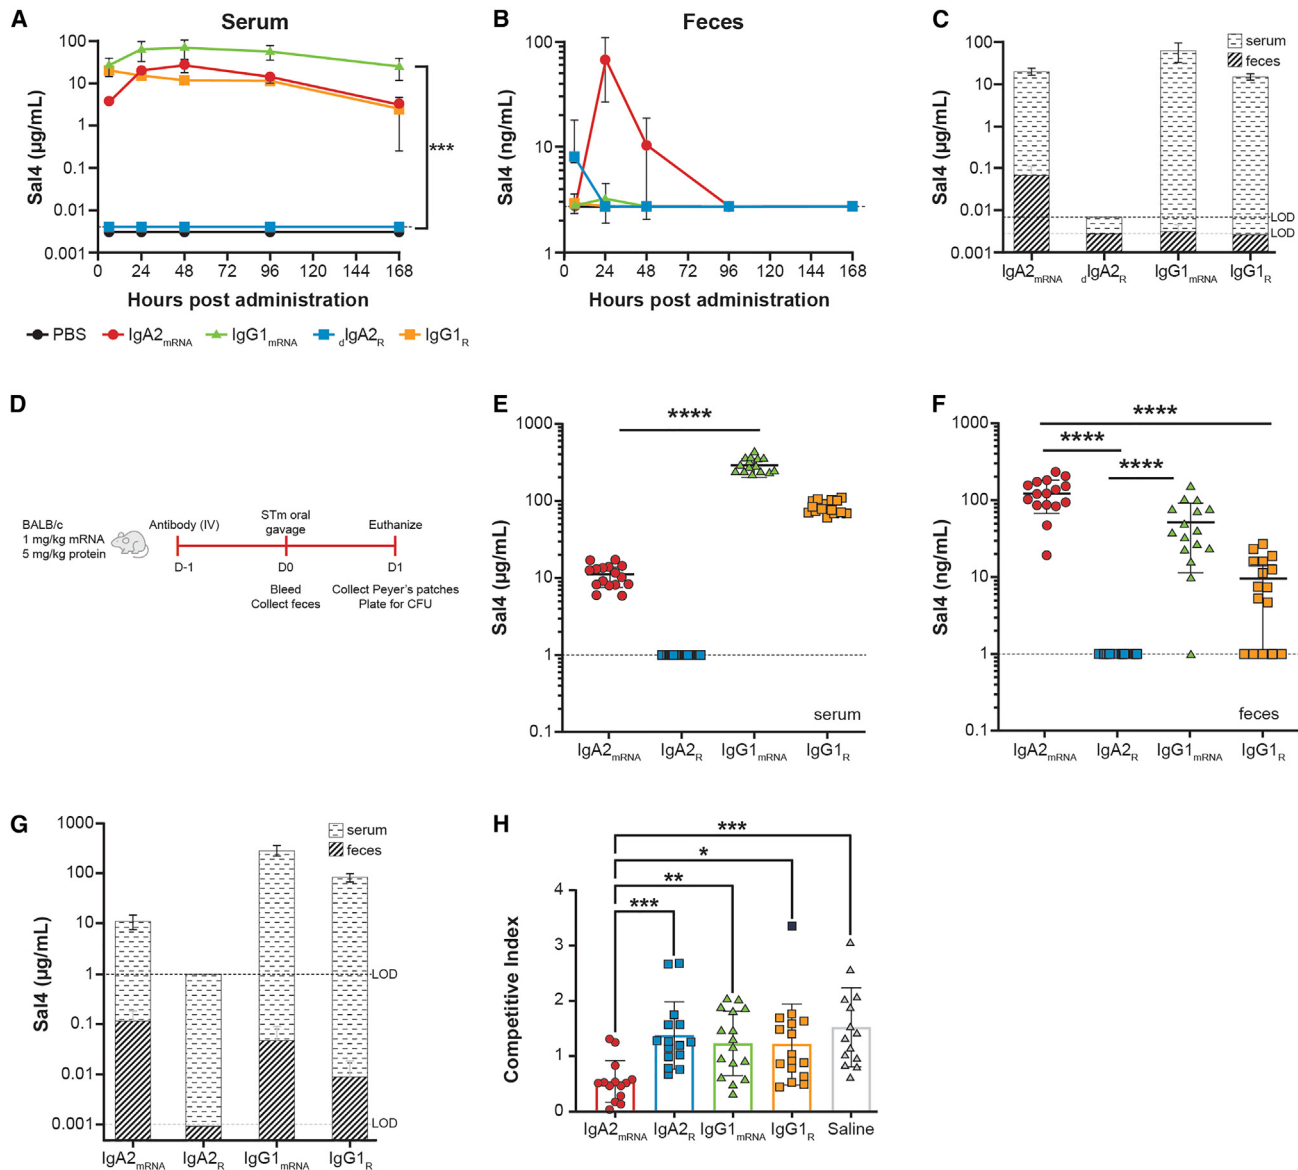 A
Serum
Sal4 (µg/mL)
100
10
1
0.1
0.01
0.001
0 24 48 72 96 120 144 168
***
Hours post administration
B
Feces
Sal4 (ng/mL)
100
10
1
0 24 48 72 96 120 144 168
Hours post administration
PBS IgA2mRNA IgG1mRNA dIgA2R IgG1R
C
serum
feces
Sal4 (µg/mL)
100
10
1
0.1
0.01
0.001
LOD
LOD
IgA2mRNA dIgA2R IgG1mRNA IgG1R
D
BALB/c
1 mg/kg mRNA
5 mg/kg protein
Antibody (IV)
STm oral
gavage
Euthanize
D-1 D0 D1
Bleed
Collect feces
Collect Peyer's patches
Plate for CFU
E
Sal4 (µg/mL)
1000
100
10
1
0.1
****
serum
IgA2mRNA IgA2R IgG1mRNA IgG1R
F
Sal4 (ng/mL)
1000
100
10
1
0.1
****
****
****
feces
IgA2mRNA IgA2R IgG1mRNA IgG1R
G
serum
feces
Sal4 (µg/mL)
1000
100
10
1
0.1
0.01
0.001
LOD
LOD
IgA2mRNA IgA2R IgG1mRNA IgG1R
H
***
*
**
***
Competitive Index
4
3
2
1
0
IgA2mRNA IgA2R IgG1mRNA IgG1R Saline